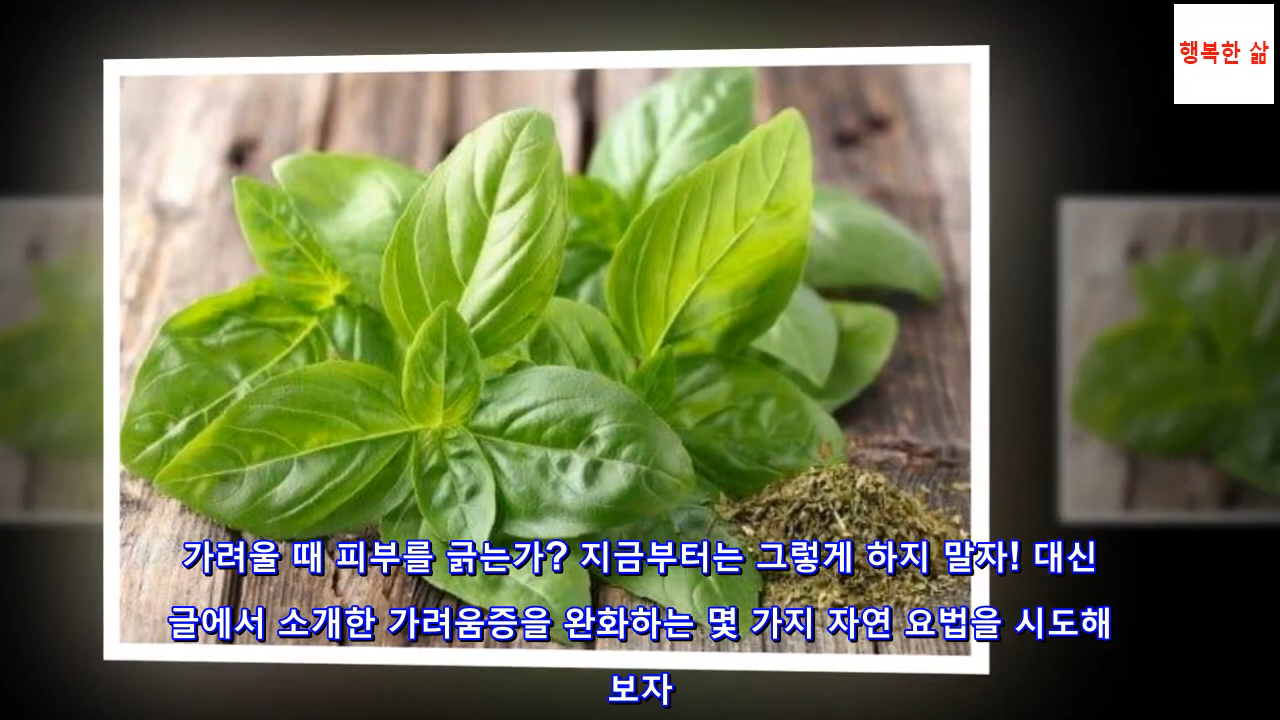 행복한 삶
가려울 때 피부를 긁는가? 지금부터는 그렇게 하지 말자! 대신
글에서 소개한 가려움증을 완화하는 몇 가지 자연 요법을 시도해
보자